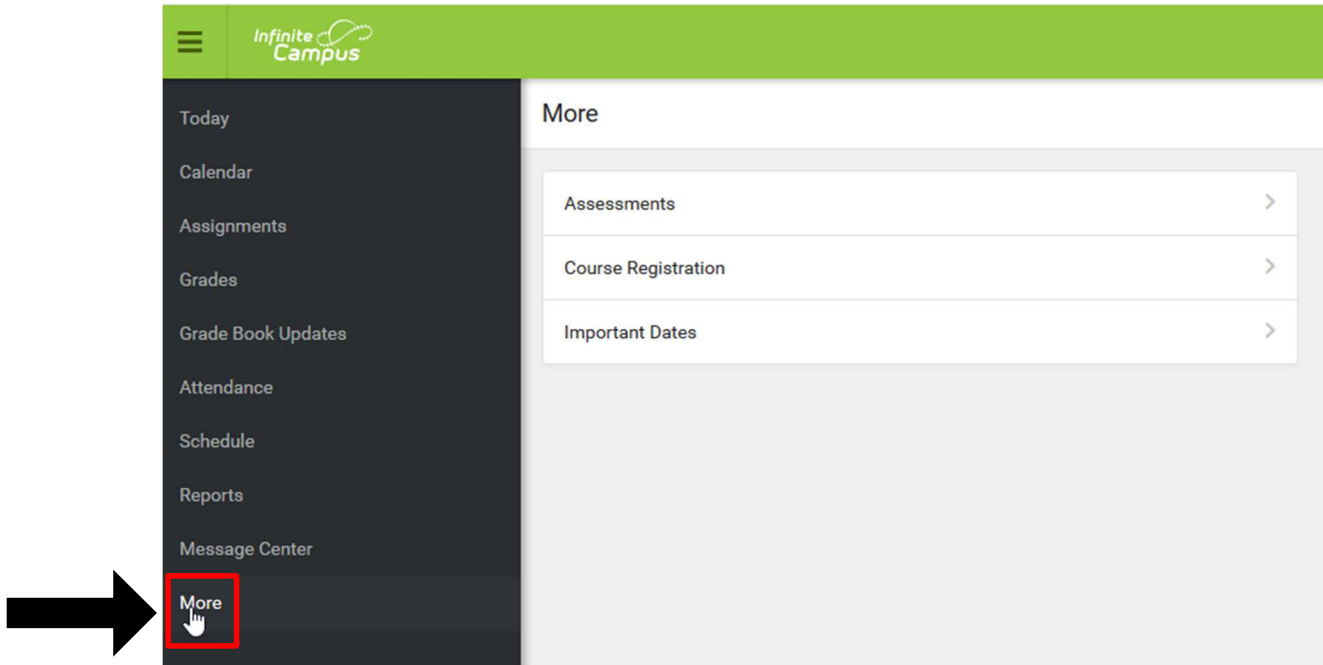 Infinite
Campus
Today
Calendar
Assignments
Grades
Grade Book Updates
Attendance
Schedule
Reports
Message Center
More
More
Assessments
Course Registration
Important Dates